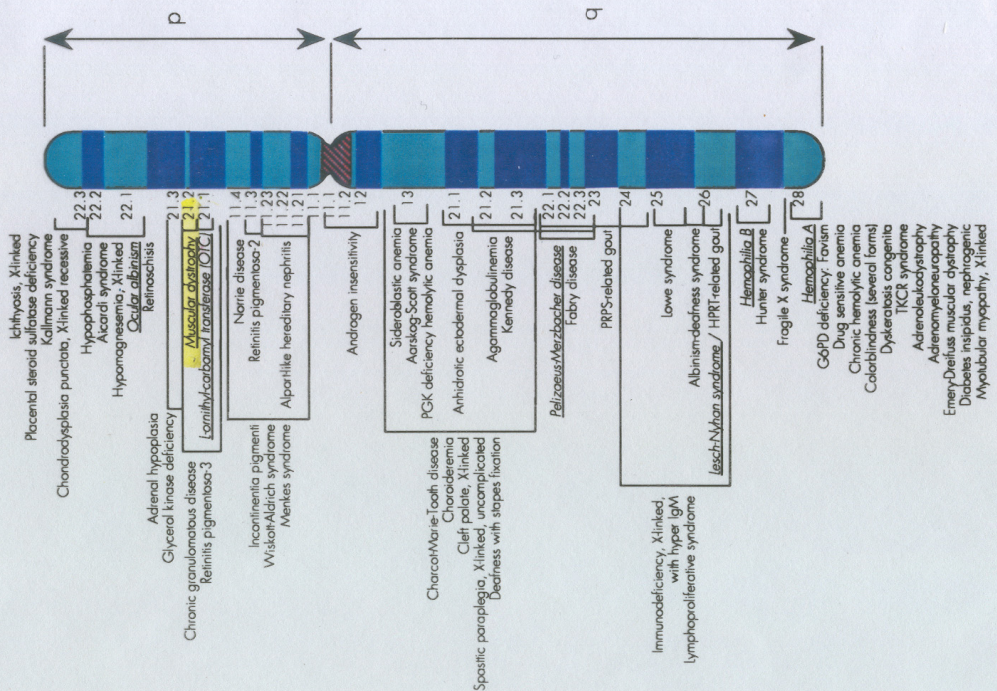 p
q
Ichthyosis, X-linked
Placental steroid sulfatase deficiency
Kallmann syndrome
Chondrodysplasia punctata, X-linked recessive
Hypophosphatemia
Aicardi syndrome
Hypomagnesemia, X-linked
Ocular albinism
Retinoschisis
Adrenal hypoplasia
Glycerol kinase deficiency
Muscular dystrophy
L-ornithyl-carbamyl transferase (OTC)
Chronic granulomatous disease
Retinitis pigmentosa-3
Norrie disease
Retinitis pigmentosa-2
Incontinentia pigmenti
Wiskott-Aldrich syndrome
Menkes syndrome
Alport-like hereditary nephritis
Androgen insensitivity
Sideroblastic anemia
Aarskog-Scott syndrome
PGK deficiency hemolytic anemia
Anhidrotic ectodermal dysplasia
Agammaglobulinemia
Kennedy disease
Charcot-Marie-Tooth disease
Choroideremia
Cleft palate, X-linked
Spasttic paraplegia, X-linked, uncomplicated
Deafness with stapes fixation
Pelizaeus-Merzbacher disease
Fabry disease
PRPS-related gout
Immunodeficiency, X-linked,
with hyper IgM
Lymphoproliferative syndrome
Lowe syndrome
Albinism-deafness syndrome
Lesch-Nyhan syndrome / HPRT-related gout
Hemophilia B
Hunter syndrome
Fragile X syndrome
Hemophilia A
G6PD deficiency: Favism
Drug sensitive anemia
Chronic hemolytic anemia
Colorblindness (several forms)
Dyskeratosis congenita
TKCR syndrome
Adrenoleukodystrophy
Adrenomyeloneuropathy
Emery-Dreifuss muscular dystrophy
Diabetes insipidus, nephrogenic
Myotubular myopathy, X-linked
22.3
22.2
22.1
21.3
21.2
21.1
11.4
11.3
11.23
11.22
11.21
11.1
11.1
11.2
12
13
21.1
21.2
21.3
22.1
22.2
22.3
23
24
25
26
27
28